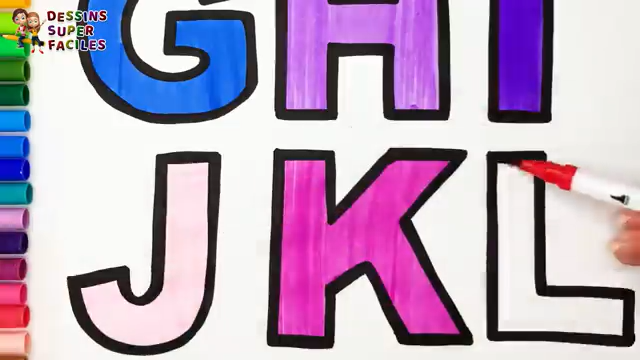 DESSINS
SUPER
FACILES
GHI
JKL